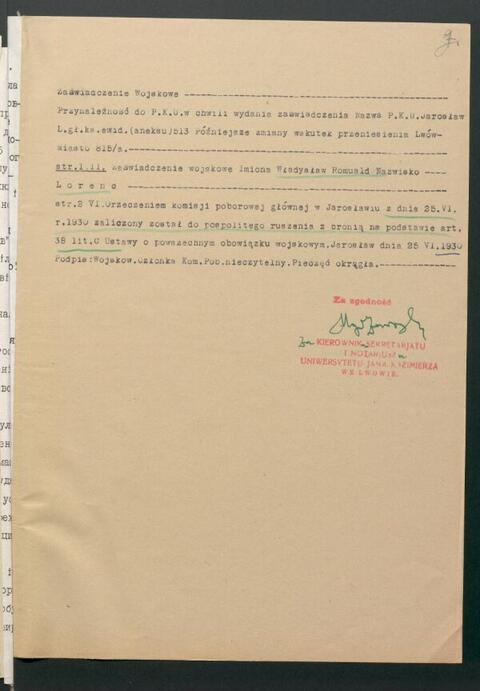 Zaświadczenie Wojskowe
Przynależność do P.K.U.w chwili wydania zaświadczenia Nazwa P.K.U.Jarosław
L.gł.ks.ewid.(aneksu)513 Późniejsze zmiany wskutek przeniesienia Lwów-
miasto 815/a.
str.I.II. Zaświadczenie wojskowe Imiona Władysław Romuald Nazwisko -
Lorenc
str.2 VI.Orzeczeniem komisji poborowej głównej w Jarosławiu z dnia 25.VI.
r.1930 zaliczony został do pospolitego ruszenia z bronią na podstawie art.
38 lit.C Ustawy o powszechnym obowiązku wojskowym.Jarosław dnia 25 VI.1930
Podpis:Wojskow.Członka Kom.Pob.nieczytelny.Pieczęć okrągła.
Za zgodność
za KIEROWNIK SEKRETARJATU
I NOTARJUSZ
UNIWERSYTETU JANA KAZIMIERZA
WE LWOWIE.